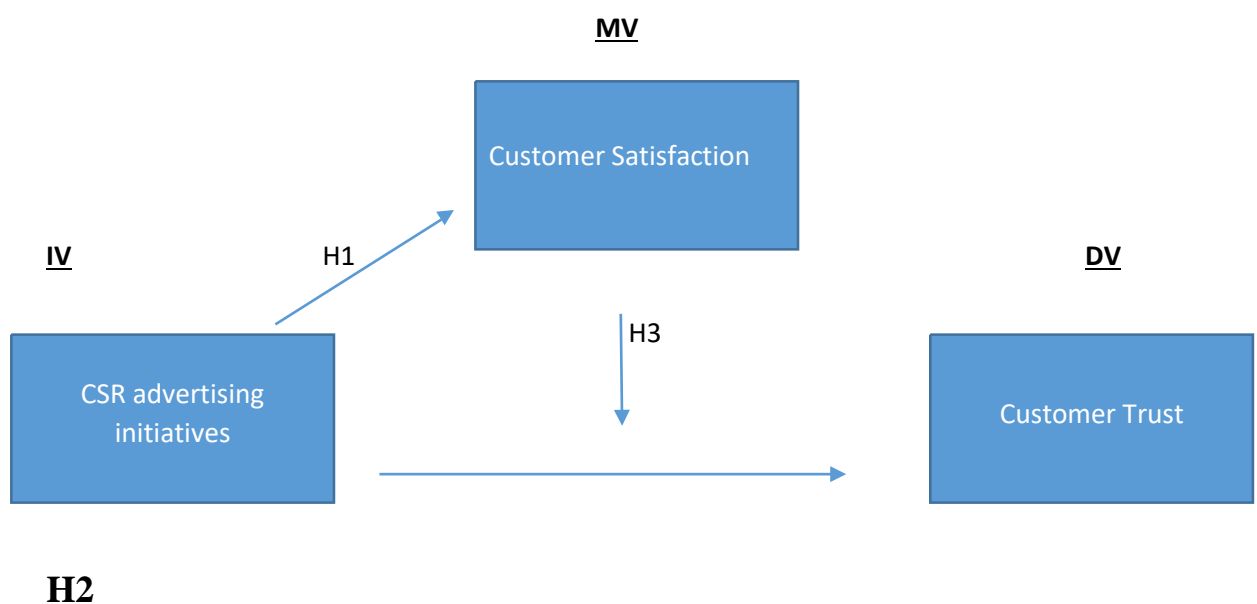 MV
Customer Satisfaction
IV
H1
DV
H3
CSR advertising
initiatives
Customer Trust
H2